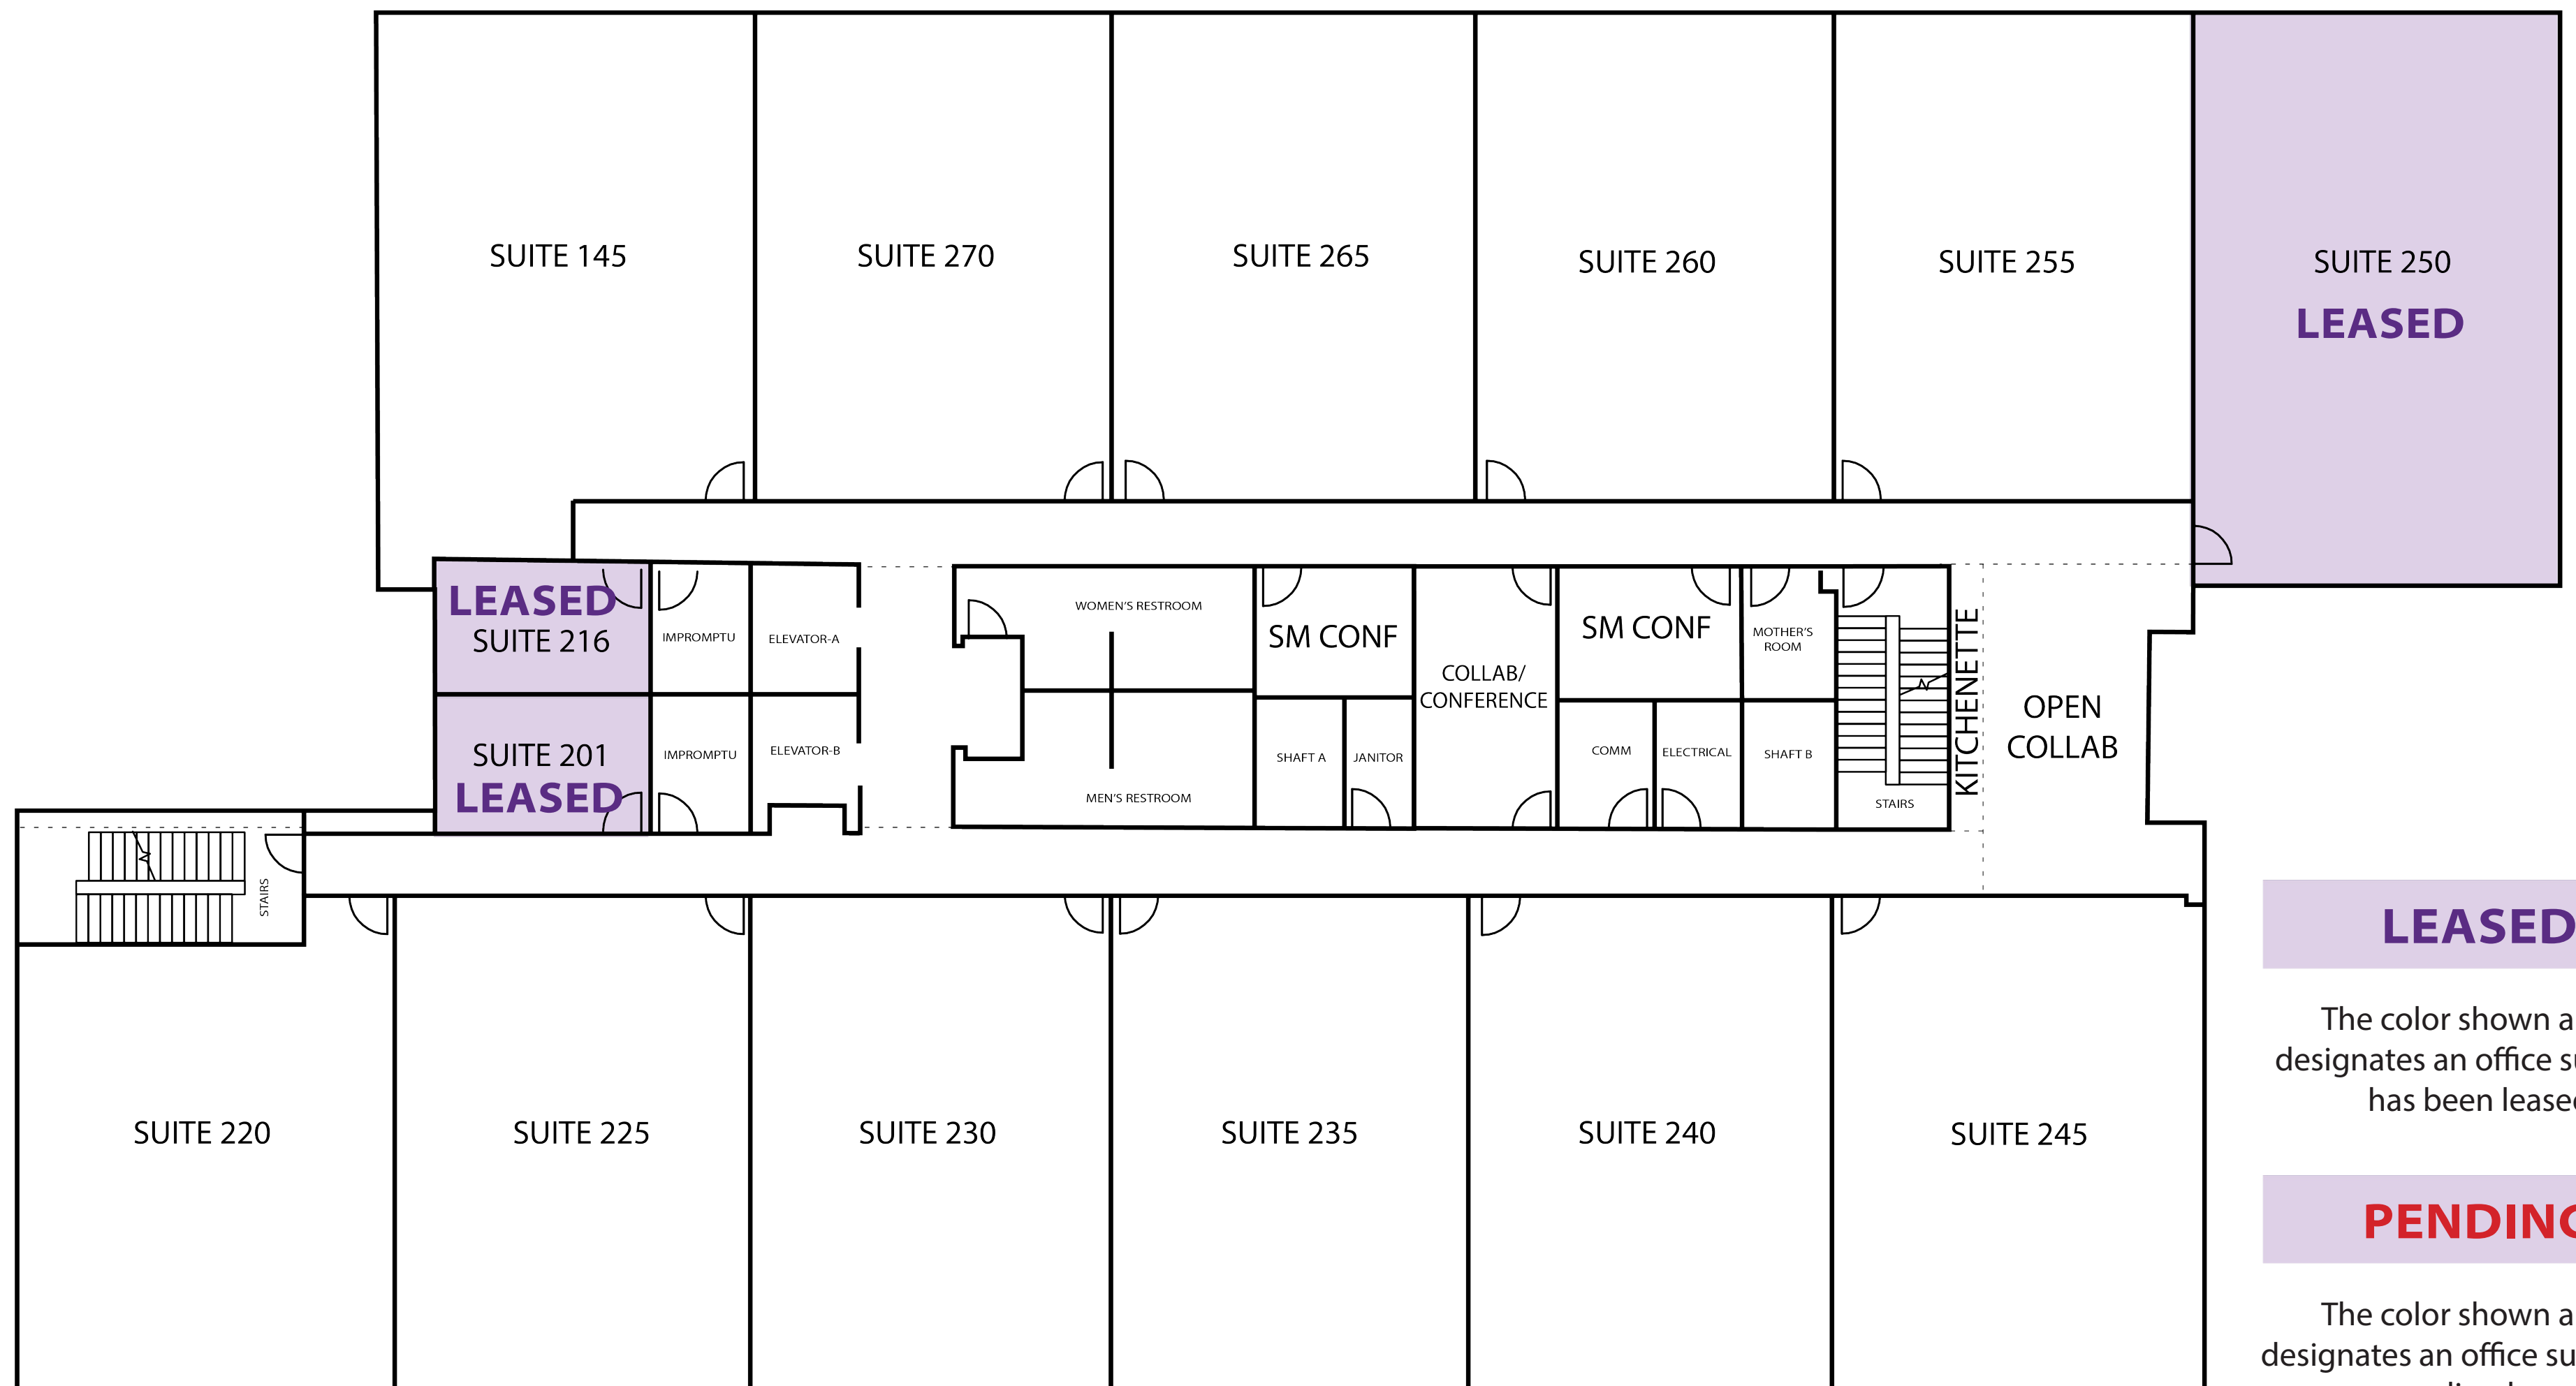 SUITE 145
SUITE 270
SUITE 265
SUITE 260
SUITE 255
SUITE 250
LEASED
LEASED
SUITE 216
IMPROMPTU
ELEVATOR-A
WOMEN'S RESTROOM
SM CONF
COLLAB/
CONFERENCE
SM CONF
MOTHER'S
ROOM
KITCHENETTE
OPEN
COLLAB
SUITE 201
LEASED
IMPROMPTU
ELEVATOR-B
MEN'S RESTROOM
SHAFT A
JANITOR
COMM
ELECTRICAL
SHAFT B
STAIRS
STAIRS
SUITE 220
SUITE 225
SUITE 230
SUITE 235
SUITE 240
SUITE 245
LEASED
The color shown a
designates an office su
has been lease
PENDING
The color shown a
designates an office su